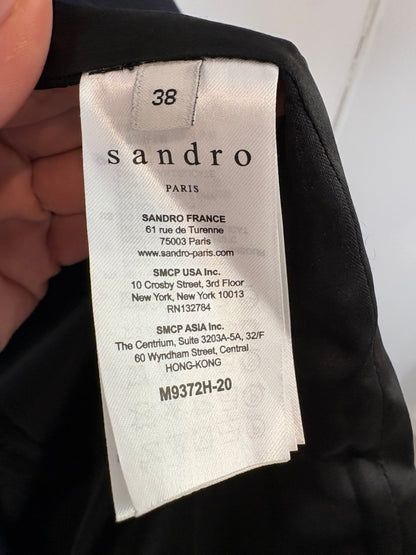 38
sandro
PARIS
SANDRO FRANCE
61 rue de Turenne
75003 Paris
www.sandro-paris.com
SMCP USA Inc.
10 Crosby Street, 3rd Floor
New York, New York 10013
RN132784
SMCP ASIA Inc.
The Centrium, Suite 3203A-5A, 32/F
60 Wyndham Street, Central
HONG-KONG
M9372H-20